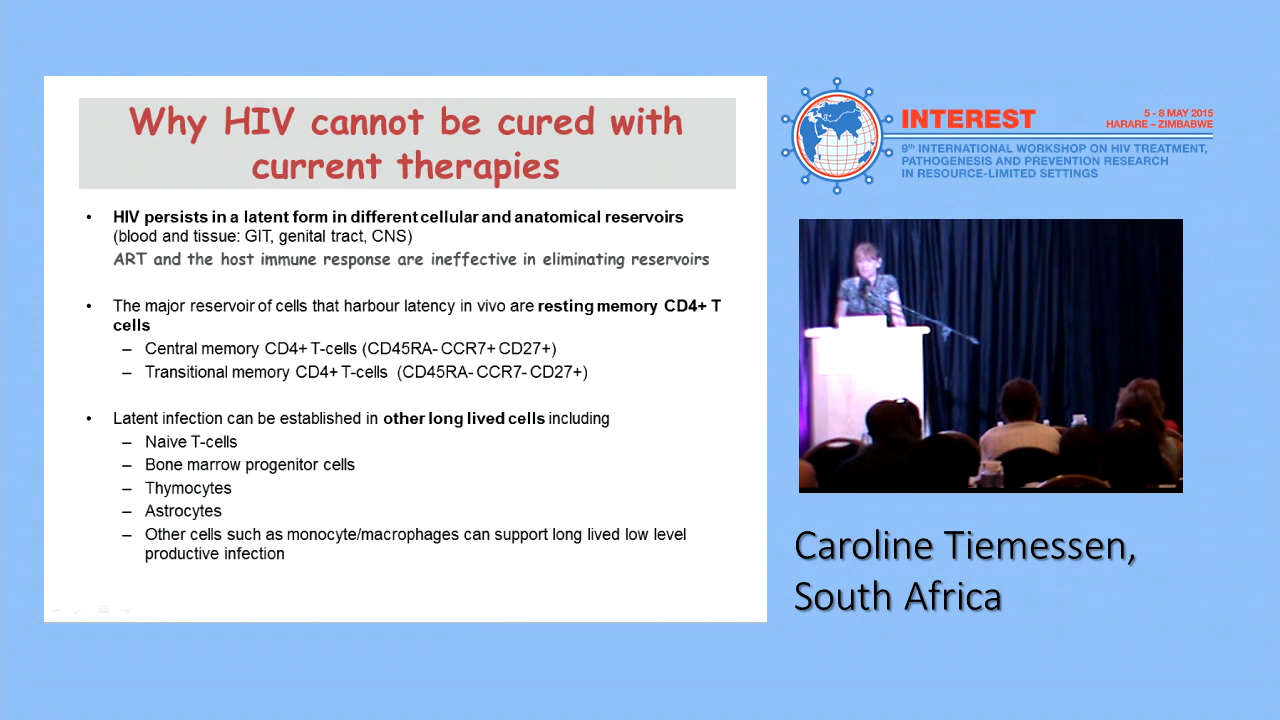 Why HIV cannot be cured with
current therapies
• HIV persists in a latent form in different cellular and anatomical reservoirs
(blood and tissue: GIT, genital tract, CNS)
ART and the host immune response are ineffective in eliminating reservoirs
• The major reservoir of cells that harbour latency in vivo are resting memory CD4+ T
cells
– Central memory CD4+ T-cells (CD45RA- CCR7+ CD27+)
– Transitional memory CD4+ T-cells (CD45RA- CCR7- CD27+)
• Latent infection can be established in other long lived cells including
– Naive T-cells
– Bone marrow progenitor cells
– Thymocytes
– Astrocytes
– Other cells such as monocyte/macrophages can support long lived low level
productive infection
INTEREST
5 - 8 MAY 2015
HARARE – ZIMBABWE
9th INTERNATIONAL WORKSHOP ON HIV TREATMENT,
PATHOGENESIS AND PREVENTION RESEARCH
IN RESOURCE-LIMITED SETTINGS
Caroline Tiemessen,
South Africa